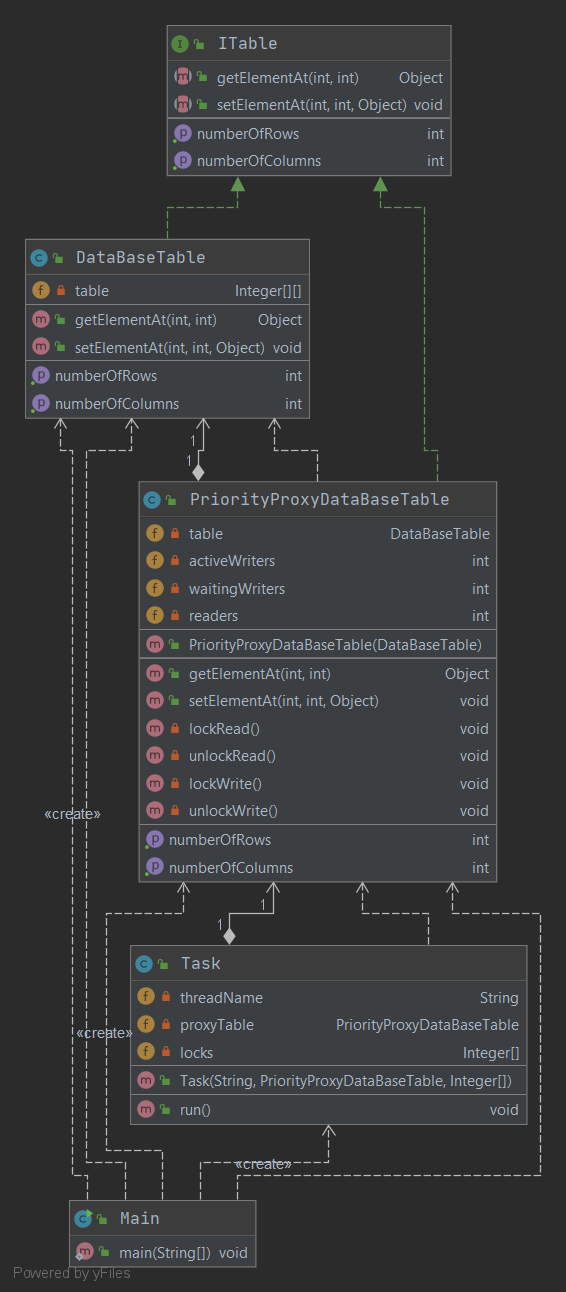 ITable
getElementAt(int, int) Object
setElementAt(int, int, Object) void
numberOfRows int
numberOfColumns int
DataBaseTable
table Integer[][]
getElementAt(int, int) Object
setElementAt(int, int, Object) void
numberOfRows int
numberOfColumns int
1
1
PriorityProxyDataBaseTable
table DataBaseTable
activeWriters int
waitingWriters int
readers int
PriorityProxyDataBaseTable(DataBaseTable)
getElementAt(int, int) Object
setElementAt(int, int, Object) void
lockRead() void
unlockRead() void
lockWrite() void
unlockWrite() void
«create»
numberOfRows int
numberOfColumns int
1
1
Task
threadName String
proxyTable PriorityProxyDataBaseTable
«create»
locks Integer[]
Task(String, PriorityProxyDataBaseTable, Integer[])
run() void
«create»
Main
main(String[]) void
Powered by yFiles